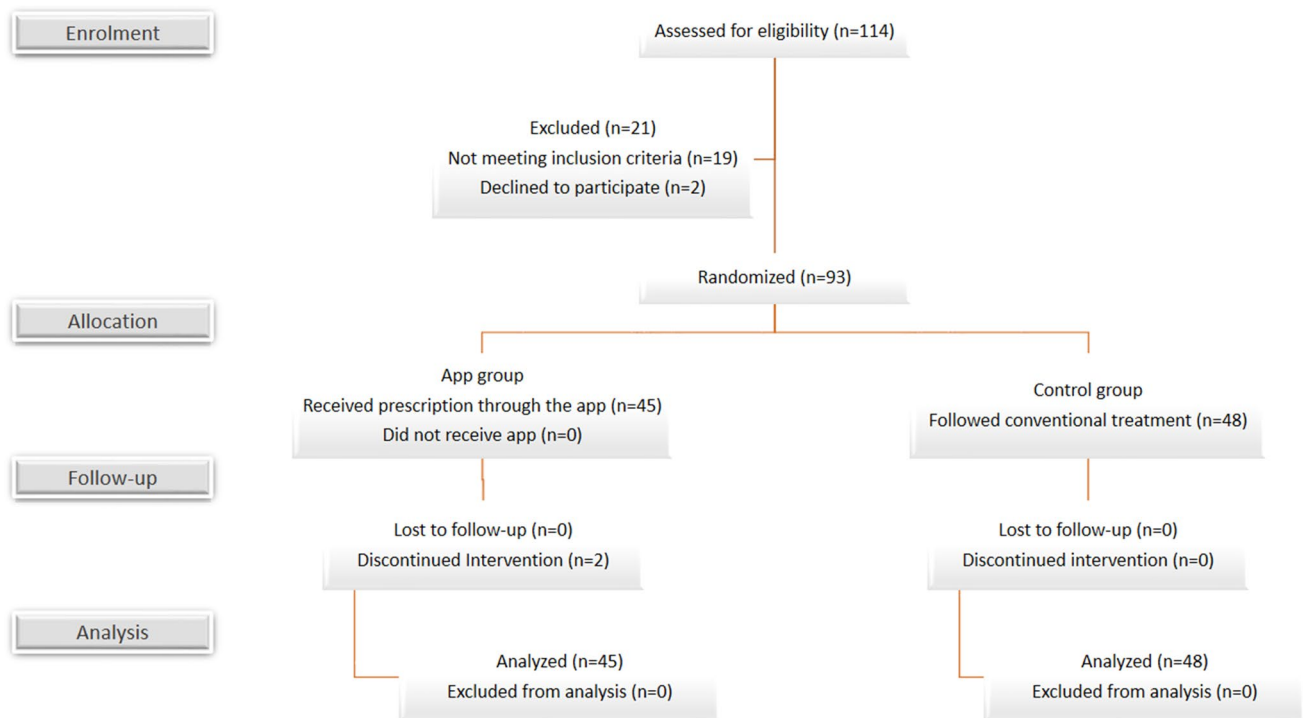 Enrolment
Assessed for eligibility (n=114)
Excluded (n=21)
Not meeting inclusion criteria (n=19)
Declined to participate (n=2)
Randomized (n=93)
Allocation
App group
Received prescription through the app (n=45)
Did not receive app (n=0)
Control group
Followed conventional treatment (n=48)
Follow-up
Lost to follow-up (n=0)
Discontinued Intervention (n=2)
Lost to follow-up (n=0)
Discontinued intervention (n=0)
Analysis
Analyzed (n=45)
Excluded from analysis (n=0)
Analyzed (n=48)
Excluded from analysis (n=0)